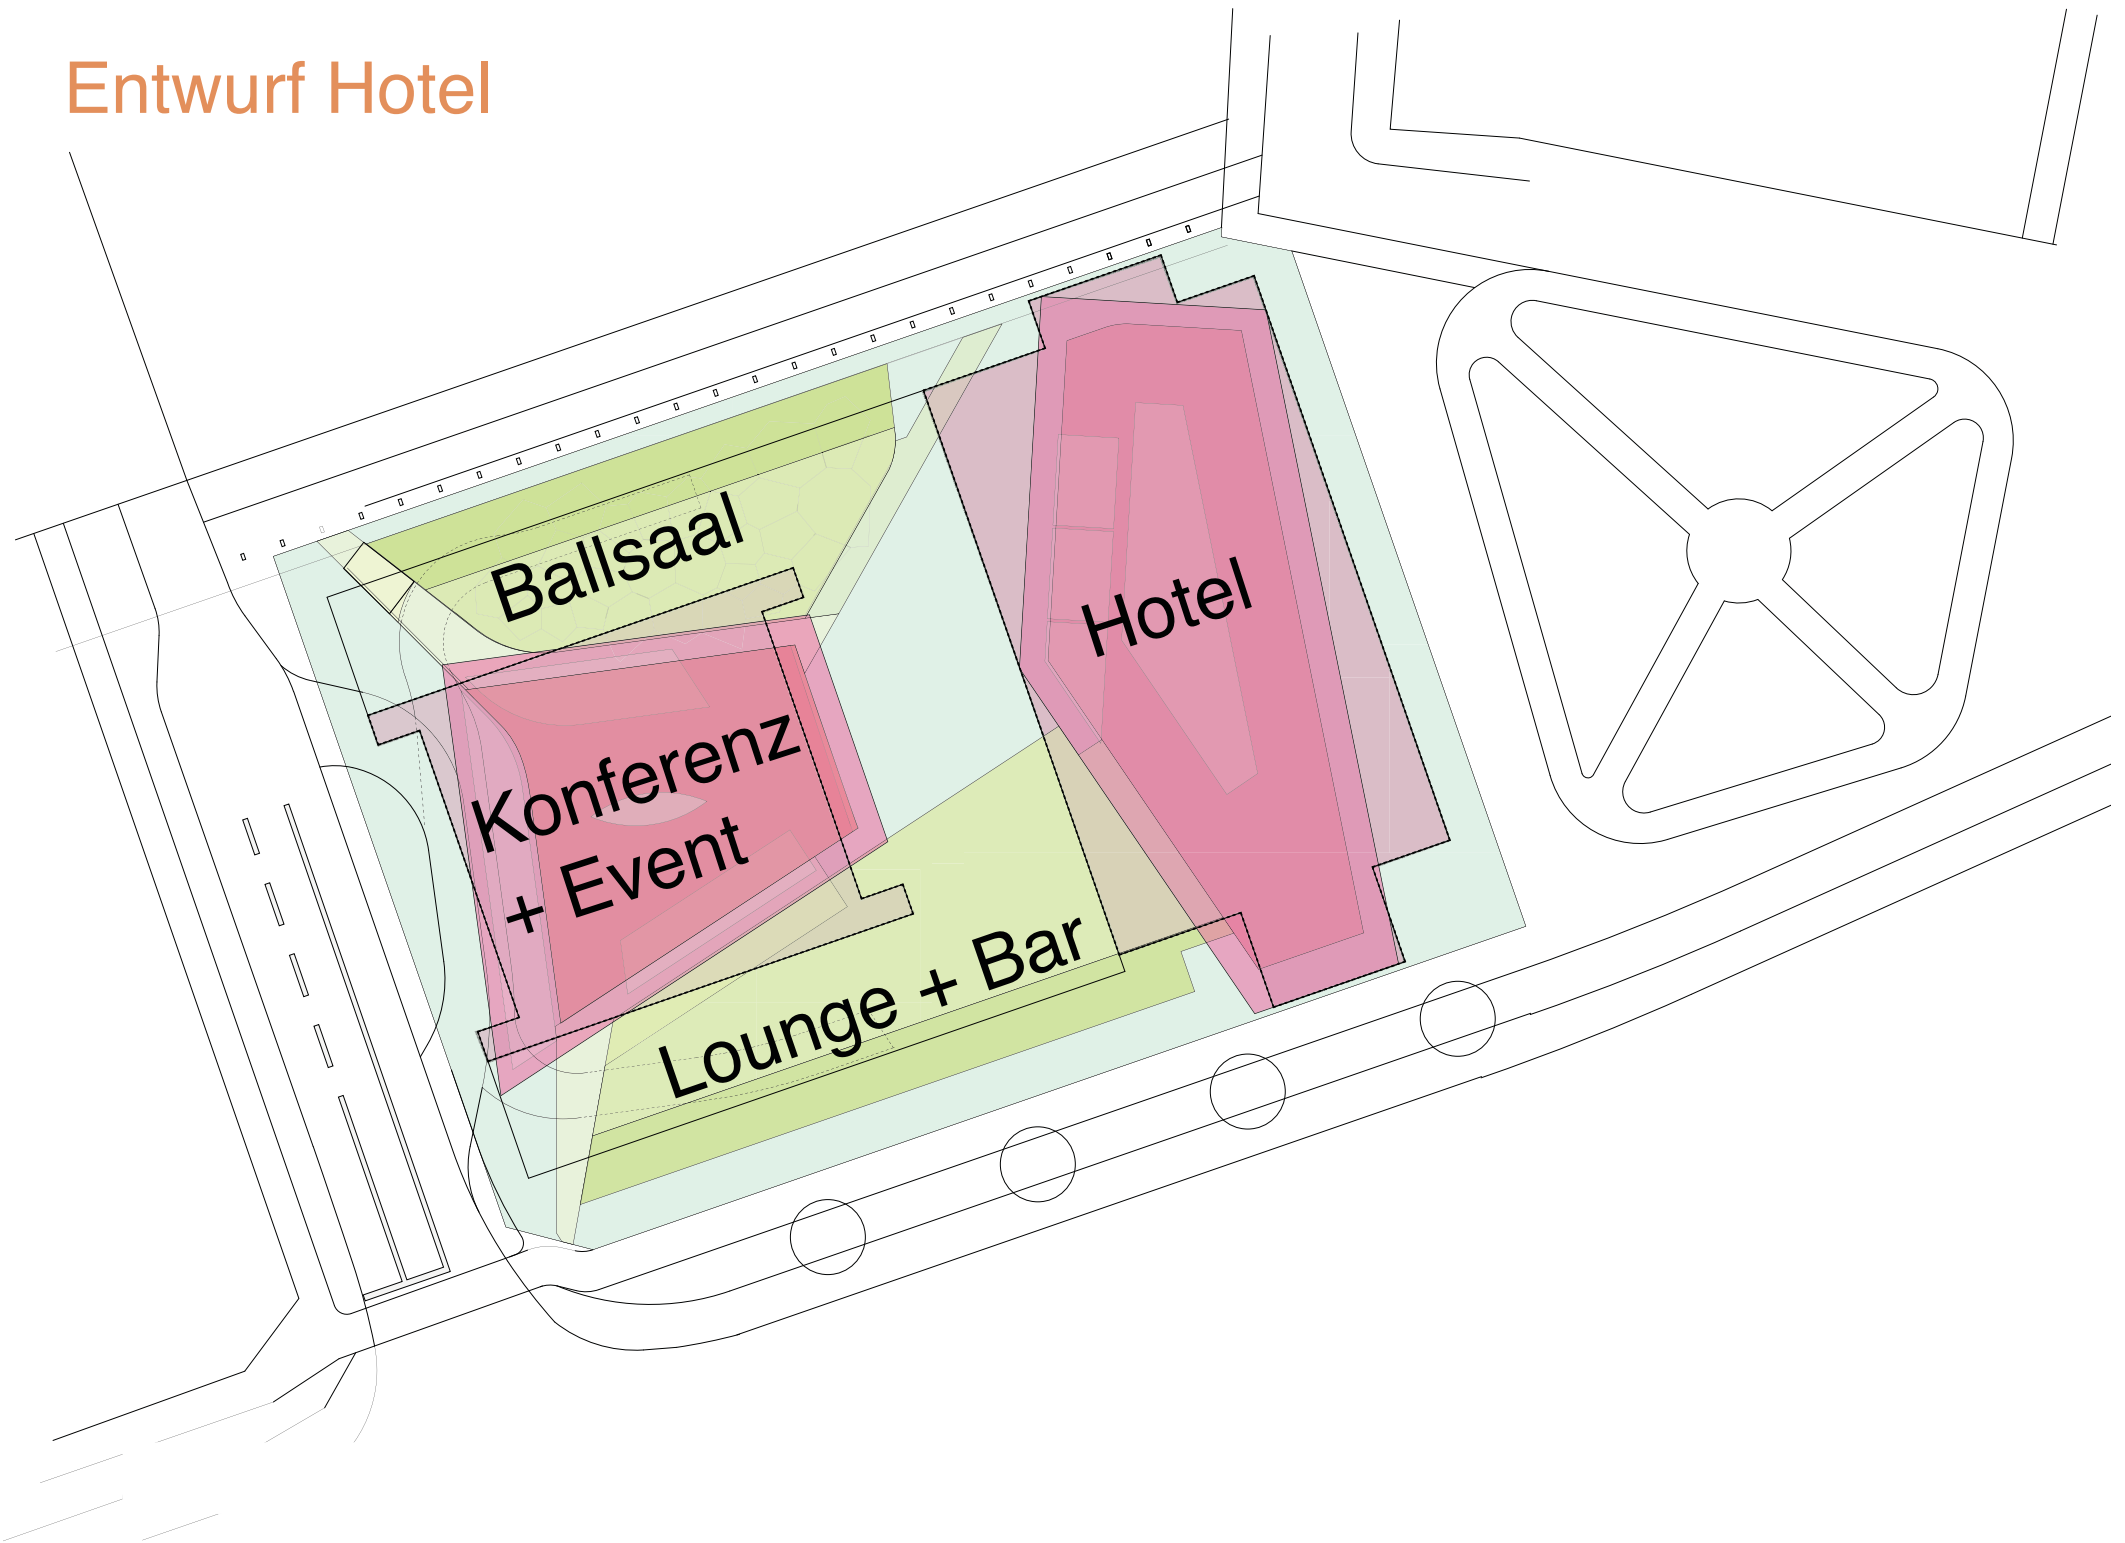 Entwurf Hotel
Ballsaal
Hotel
Konferenz
+ Event
Lounge + Bar